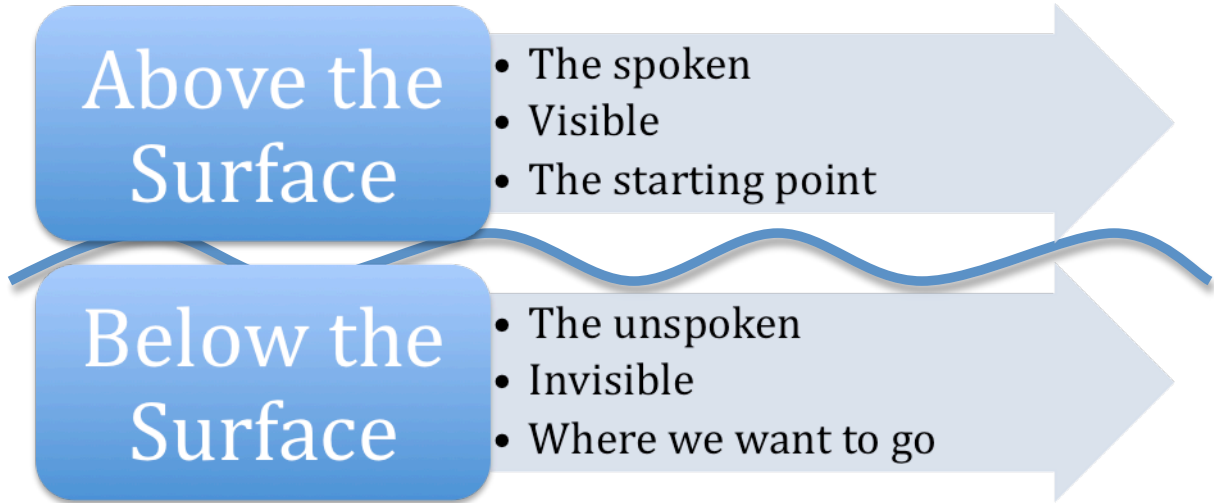 Above the
Surface
• The spoken
• Visible
• The starting point
Below the
Surface
• The unspoken
• Invisible
• Where we want to go